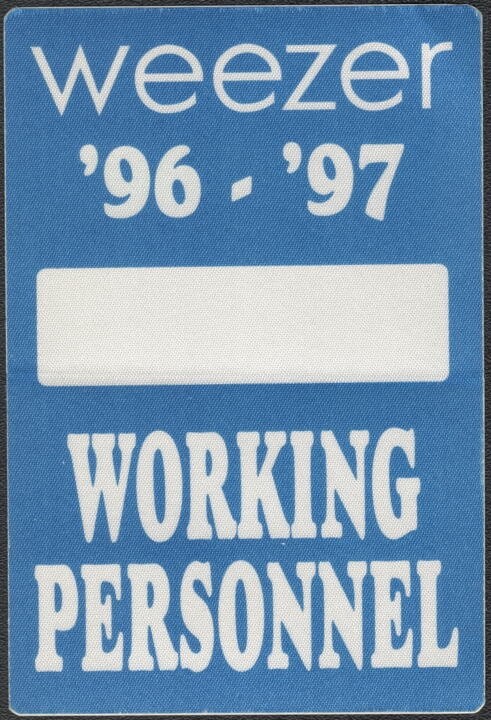 weezer
'96 - '97
WORKING
PERSONNEL